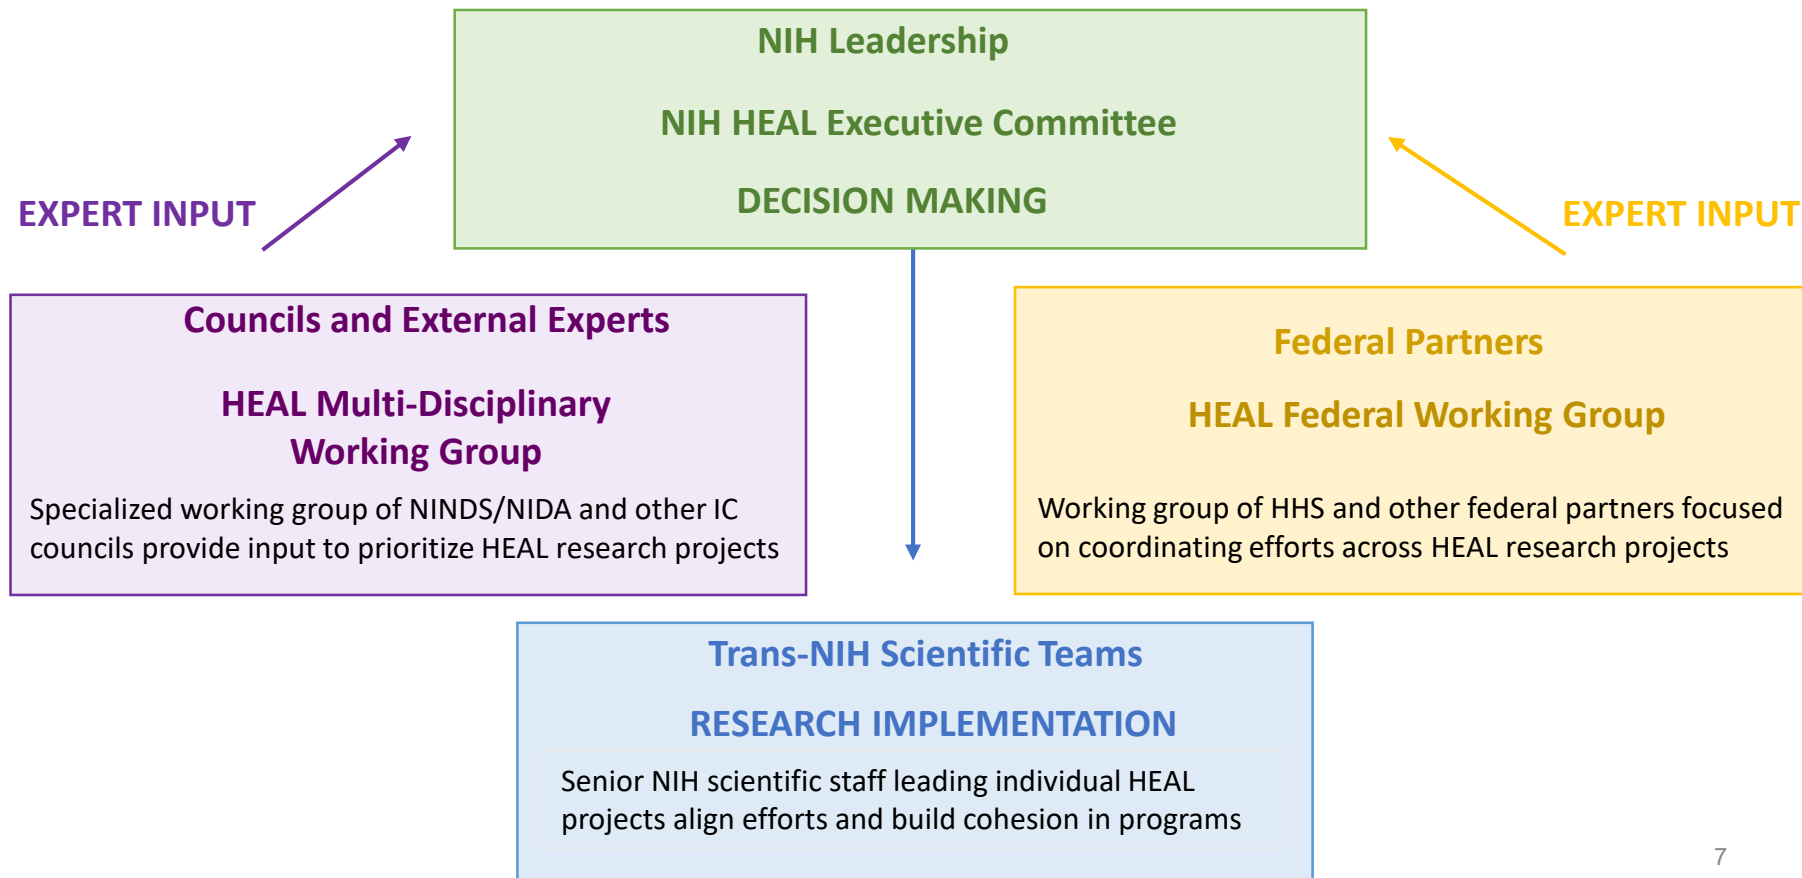 NIH Leadership
NIH HEAL Executive Committee
DECISION MAKING
EXPERT INPUT
EXPERT INPUT
Councils and External Experts
HEAL Multi-Disciplinary
Working Group
Specialized working group of NINDS/NIDA and other IC
councils provide input to prioritize HEAL research projects
Federal Partners
HEAL Federal Working Group
Working group of HHS and other federal partners focused
on coordinating efforts across HEAL research projects
Trans-NIH Scientific Teams
RESEARCH IMPLEMENTATION
Senior NIH scientific staff leading individual HEAL
projects align efforts and build cohesion in programs
7